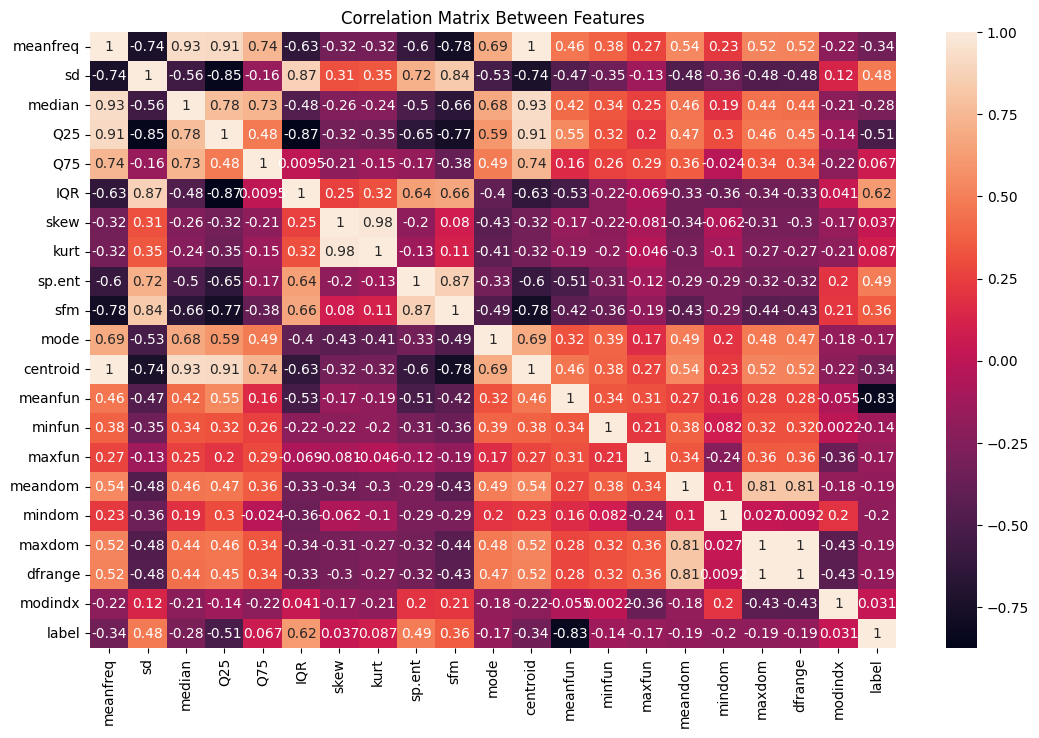 Correlation Matrix Between Features
meanfreq 1 -0.74 0.93 0.91 0.74 -0.63 -0.32 -0.32 -0.6 -0.78 0.69 1 0.46 0.38 0.27 0.54 0.23 0.52 0.52 -0.22 -0.34
sd -0.74 1 -0.56 -0.85 -0.16 0.87 0.31 0.35 0.72 0.84 -0.53 -0.74 -0.47 -0.35 -0.13 -0.48 -0.36 -0.48 -0.48 0.12 0.48
median 0.93 -0.56 1 0.78 0.73 -0.48 -0.26 -0.24 -0.5 -0.66 0.68 0.93 0.42 0.34 0.25 0.46 0.19 0.44 0.44 -0.21 -0.28
Q25 0.91 -0.85 0.78 1 0.48 -0.87 -0.32 -0.35 -0.65 -0.77 0.59 0.91 0.55 0.32 0.2 0.47 0.3 0.46 0.45 -0.14 -0.51
Q75 0.74 -0.16 0.73 0.48 1 0.0095 -0.21 -0.15 -0.17 -0.38 0.49 0.74 0.16 0.26 0.29 0.36 -0.024 0.34 0.34 -0.22 0.067
IQR -0.63 0.87 -0.48 -0.87 0.0095 1 0.25 0.32 0.64 0.66 -0.4 -0.63 -0.53 -0.22 -0.069 -0.33 -0.36 -0.34 -0.33 0.041 0.62
skew -0.32 0.31 -0.26 -0.32 -0.21 0.25 1 0.98 -0.2 0.08 -0.43 -0.32 -0.17 -0.22 -0.081 -0.34 -0.062 -0.31 -0.3 -0.17 0.037
kurt -0.32 0.35 -0.24 -0.35 -0.15 0.32 0.98 1 -0.13 0.11 -0.41 -0.32 -0.19 -0.2 -0.046 -0.3 -0.1 -0.27 -0.27 -0.21 0.087
sp.ent -0.6 0.72 -0.5 -0.65 -0.17 0.64 -0.2 -0.13 1 0.87 -0.33 -0.6 -0.51 -0.31 -0.12 -0.29 -0.29 -0.32 -0.32 0.2 0.49
sfm -0.78 0.84 -0.66 -0.77 -0.38 0.66 0.08 0.11 0.87 1 -0.49 -0.78 -0.42 -0.36 -0.19 -0.43 -0.29 -0.44 -0.43 0.21 0.36
mode 0.69 -0.53 0.68 0.59 0.49 -0.4 -0.43 -0.41 -0.33 -0.49 1 0.69 0.32 0.39 0.17 0.49 0.2 0.48 0.47 -0.18 -0.17
centroid 1 -0.74 0.93 0.91 0.74 -0.63 -0.32 -0.32 -0.6 -0.78 0.69 1 0.46 0.38 0.27 0.54 0.23 0.52 0.52 -0.22 -0.34
meanfun 0.46 -0.47 0.42 0.55 0.16 -0.53 -0.17 -0.19 -0.51 -0.42 0.32 0.46 1 0.34 0.31 0.27 0.16 0.28 0.28 -0.055 -0.83
minfun 0.38 -0.35 0.34 0.32 0.26 -0.22 -0.22 -0.2 -0.31 -0.36 0.39 0.38 0.34 1 0.21 0.38 0.082 0.32 0.32 0.0022 -0.14
maxfun 0.27 -0.13 0.25 0.2 0.29 -0.069 -0.081 -0.046 -0.12 -0.19 0.17 0.27 0.31 0.21 1 0.34 -0.24 0.36 0.36 -0.36 -0.17
meandom 0.54 -0.48 0.46 0.47 0.36 -0.33 -0.34 -0.3 -0.29 -0.43 0.49 0.54 0.27 0.38 0.34 1 0.1 0.81 0.81 -0.18 -0.19
mindom 0.23 -0.36 0.19 0.3 -0.024 -0.36 -0.062 -0.1 -0.29 -0.29 0.2 0.23 0.16 0.082 -0.24 0.1 1 0.027 0.0092 0.2 -0.2
maxdom 0.52 -0.48 0.44 0.46 0.34 -0.34 -0.31 -0.27 -0.32 -0.44 0.48 0.52 0.28 0.32 0.36 0.81 0.027 1 1 -0.43 -0.19
dfrange 0.52 -0.48 0.44 0.45 0.34 -0.33 -0.3 -0.27 -0.32 -0.43 0.47 0.52 0.28 0.32 0.36 0.81 0.0092 1 1 -0.43 -0.19
modindx -0.22 0.12 -0.21 -0.14 -0.22 0.041 -0.17 -0.21 0.2 0.21 -0.18 -0.22 -0.055 0.0022 -0.36 -0.18 0.2 -0.43 -0.43 1 0.031
label -0.34 0.48 -0.28 -0.51 0.067 0.62 0.037 0.087 0.49 0.36 -0.17 -0.34 -0.83 -0.14 -0.17 -0.19 -0.2 -0.19 -0.19 0.031 1
meanfreq sd median Q25 Q75 IQR skew kurt sp.ent sfm mode centroid meanfun minfun maxfun meandom mindom maxdom dfrange modindx label
1.00
0.75
0.50
0.25
0.00
−0.25
−0.50
−0.75